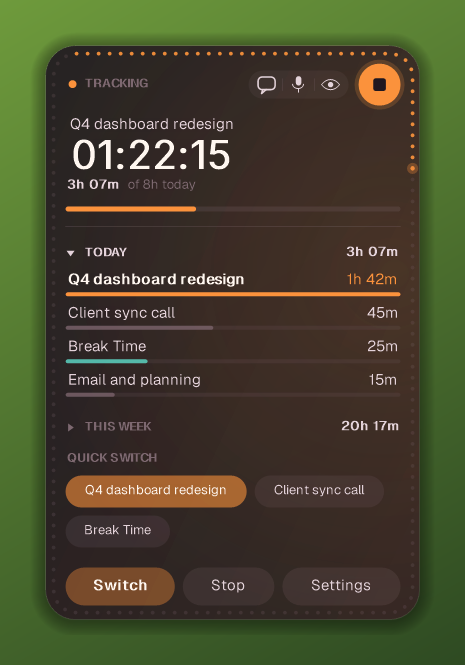 TRACKING
Q4 dashboard redesign
01:22:15
3h 07m of 8h today
TODAY 3h 07m
Q4 dashboard redesign 1h 42m
Client sync call 45m
Break Time 25m
Email and planning 15m
THIS WEEK 20h 17m
QUICK SWITCH
Q4 dashboard redesign Client sync call
Break Time
Switch Stop Settings